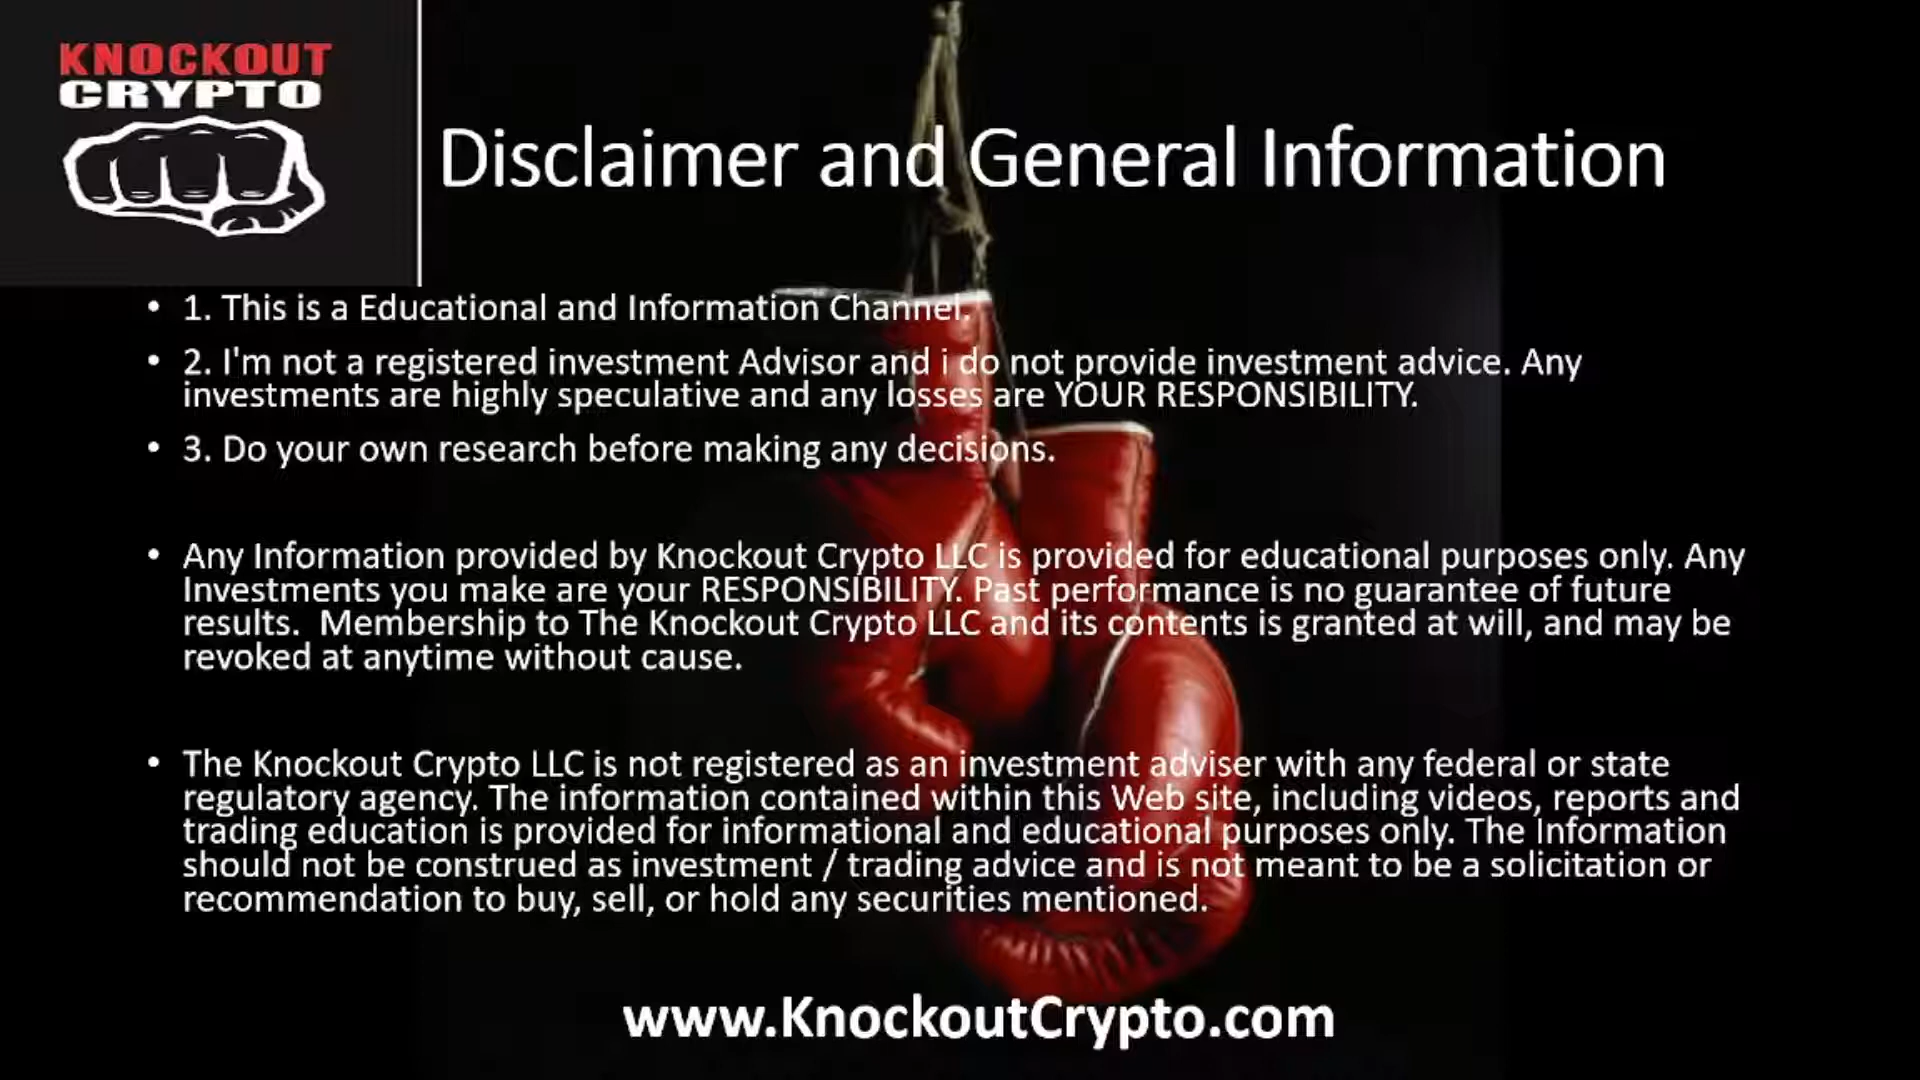 KNOCKOUT
CRYPTO
Disclaimer and General Information
• 1. This is a Educational and Information Channel.
• 2. I'm not a registered investment Advisor and i do not provide investment advice. Any
investments are highly speculative and any losses are YOUR RESPONSIBILITY.
• 3. Do your own research before making any decisions.
• Any Information provided by Knockout Crypto LLC is provided for educational purposes only. Any
Investments you make are your RESPONSIBILITY. Past performance is no guarantee of future
results.  Membership to The Knockout Crypto LLC and its contents is granted at will, and may be
revoked at anytime without cause.
• The Knockout Crypto LLC is not registered as an investment adviser with any federal or state
regulatory agency. The information contained within this Web site, including videos, reports and
trading education is provided for informational and educational purposes only. The Information
should not be construed as investment / trading advice and is not meant to be a solicitation or
recommendation to buy, sell, or hold any securities mentioned.
www.KnockoutCrypto.com